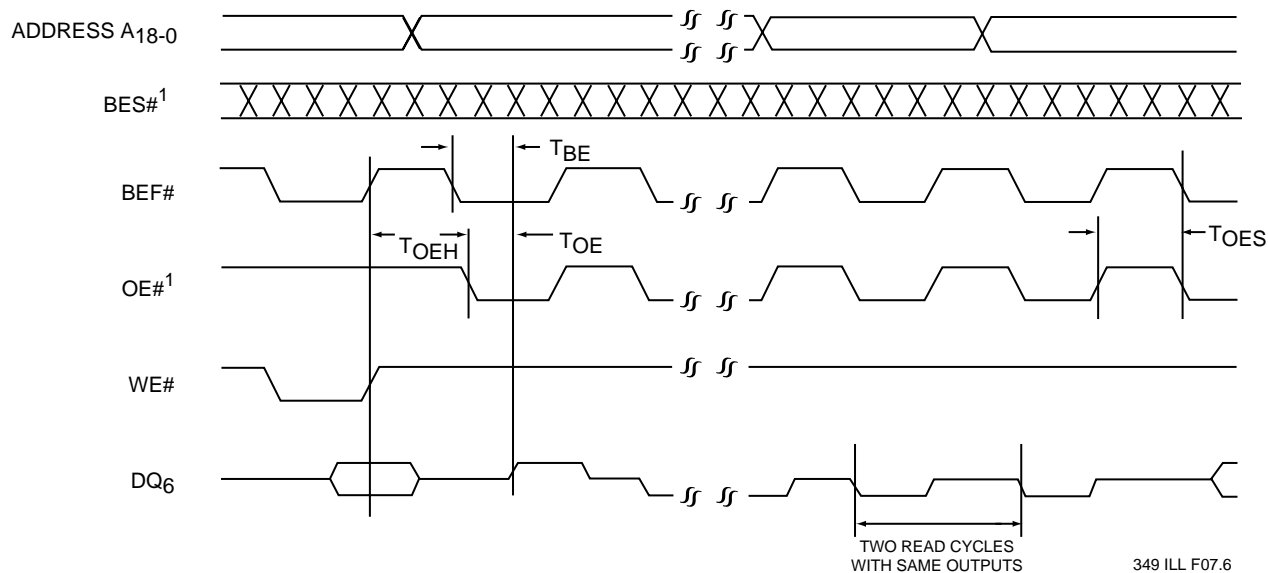 ADDRESS A18-0
BES#1
TBE
BEF#
TOEH
TOE
TOES
OE#1
WE#
DQ6
TWO READ CYCLES
WITH SAME OUTPUTS
349 ILL F07.6